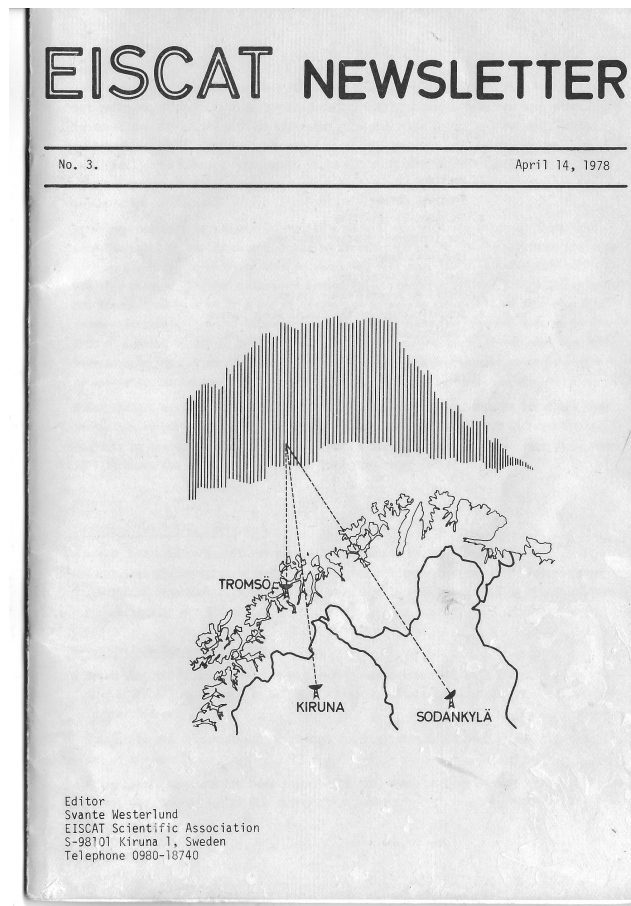 EISCAT NEWSLETTER
No. 3. April 14, 1978
TROMSÖ
KIRUNA
SODANKYLÄ
Editor
Svante Westerlund
EISCAT Scientific Association
S-98101 Kiruna 1, Sweden
Telephone 0980-18740